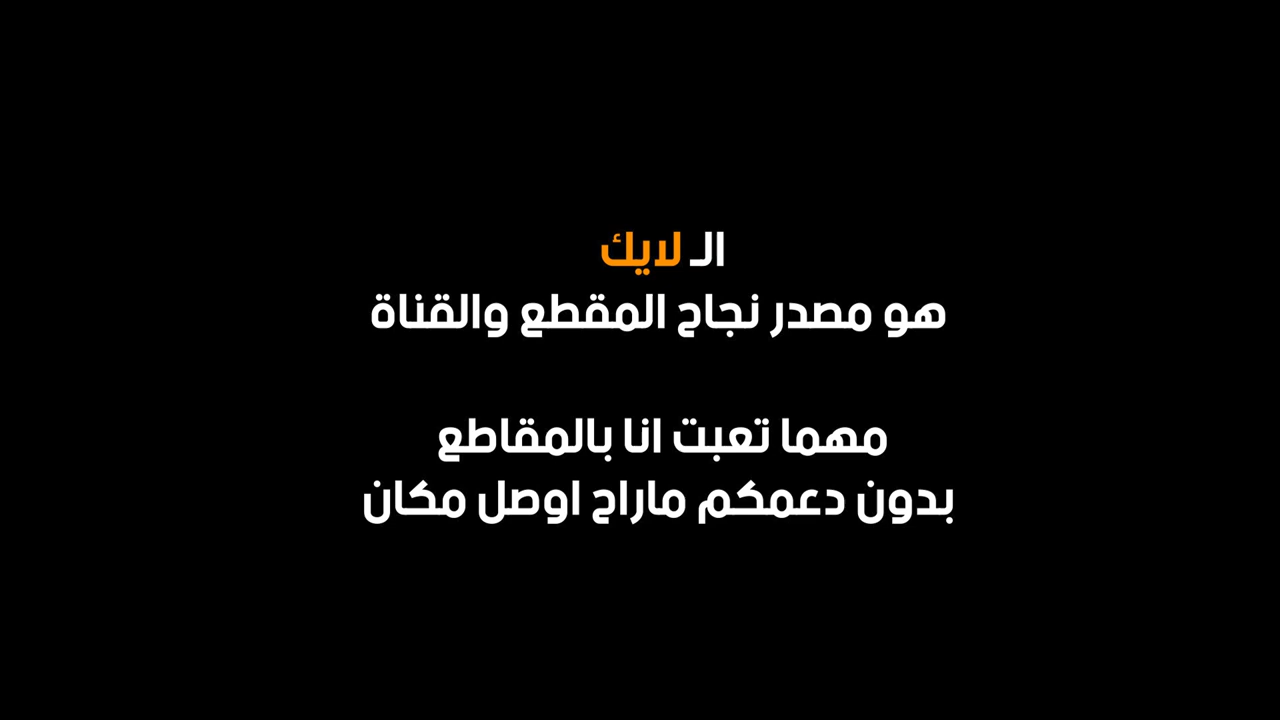 الـ لايك
هو مصدر نجاح المقطع والقناة
مهما تعبت انا بالمقاطع
بدون دعمكم ماراح اوصل مكان